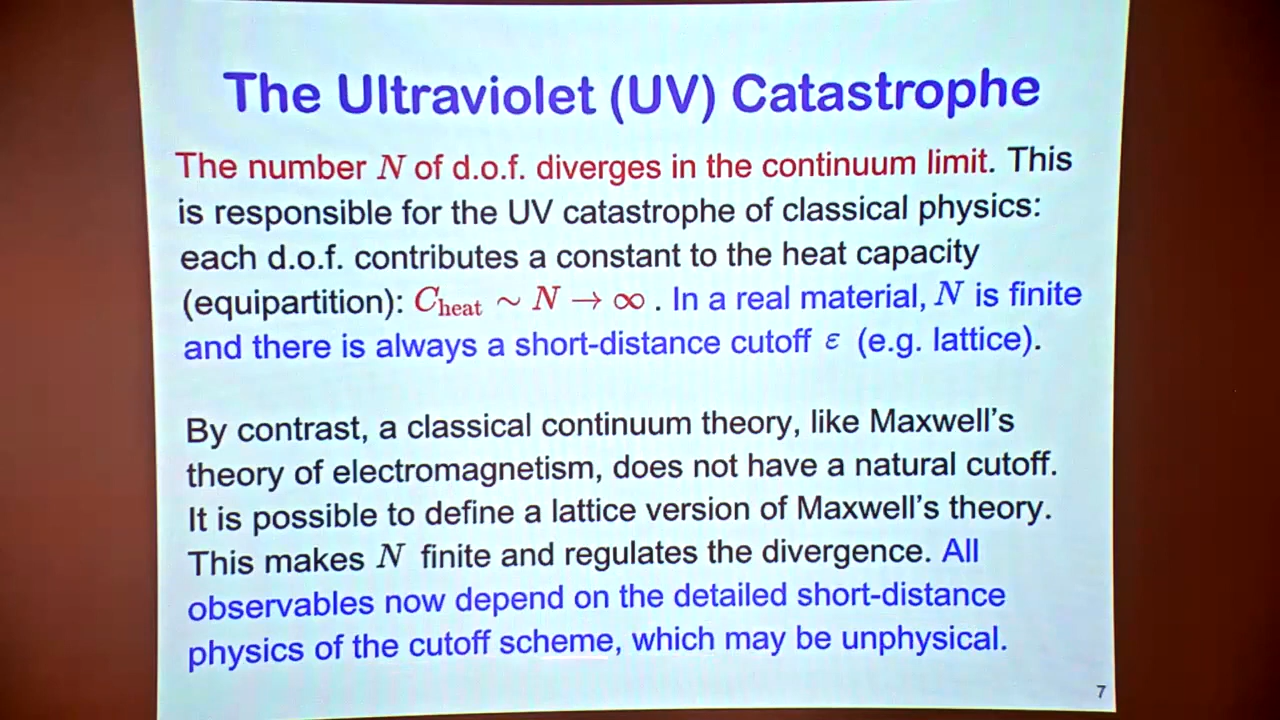 The Ultraviolet (UV) Catastrophe
The number N of d.o.f. diverges in the continuum limit. This
is responsible for the UV catastrophe of classical physics:
each d.o.f. contributes a constant to the heat capacity
(equipartition): C_heat ~ N → ∞ . In a real material, N is finite
and there is always a short-distance cutoff ε (e.g. lattice).
By contrast, a classical continuum theory, like Maxwell's
theory of electromagnetism, does not have a natural cutoff.
It is possible to define a lattice version of Maxwell's theory.
This makes N finite and regulates the divergence. All
observables now depend on the detailed short-distance
physics of the cutoff scheme, which may be unphysical.
7